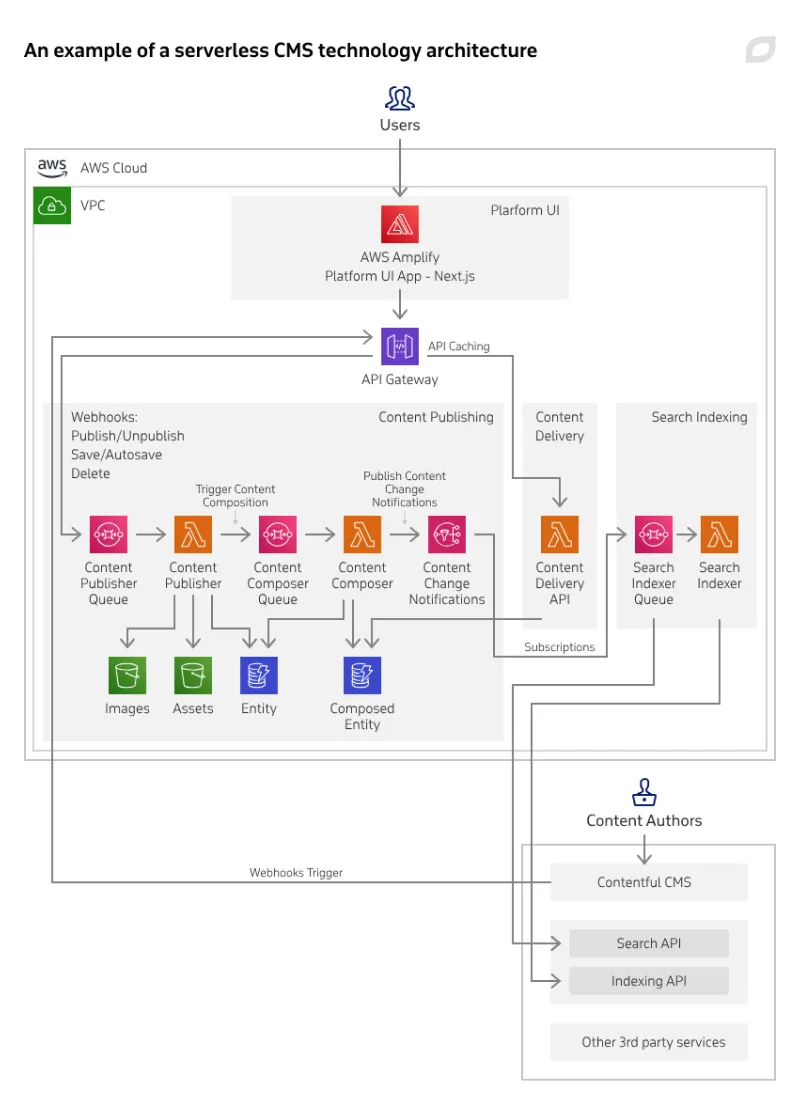 An example of a serverless CMS technology architecture
Users
aws
AWS Cloud
VPC
Plarform UI
AWS Amplify
Platform UI App - Next.js
API Caching
API Gateway
Webhooks:
Publish/Unpublish
Save/Autosave
Delete
Content Publishing
Content
Delivery
Search Indexing
Trigger Content
Composition
Publish Content
Change
Notifications
Content
Publisher
Queue
Content
Publisher
Content
Composer
Queue
Content
Composer
Content
Change
Notifications
Content
Delivery
API
Search
Indexer
Queue
Search
Indexer
Subscriptions
Images
Assets
Entity
Composed
Entity
Content Authors
Webhooks Trigger
Contentful CMS
Search API
Indexing API
Other 3rd party services